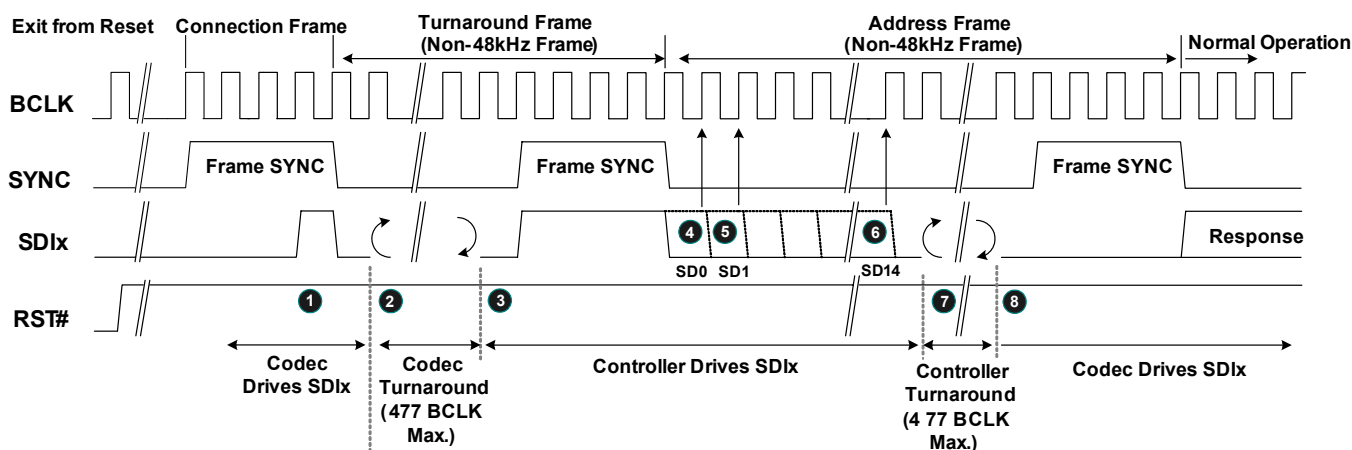 Exit from Reset
Connection Frame
Turnaround Frame
(Non-48kHz Frame)
Address Frame
(Non-48kHz Frame)
Normal Operation
BCLK
SYNC
Frame SYNC
Frame SYNC
Frame SYNC
SDIx
4
5
6
Response
SD0
SD1
SD14
RST#
1
2
3
7
8
Codec
Drives SDIx
Codec
Turnaround
(477 BCLK
Max.)
Controller Drives SDIx
Controller
Turnaround
(4 77 BCLK
Max.)
Codec Drives SDIx